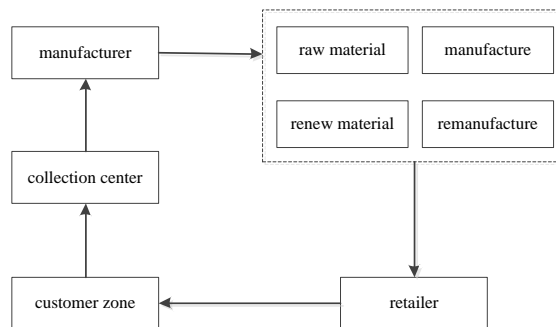 manufacturer
raw material
manufacture
renew material
remanufacture
collection center
customer zone
retailer